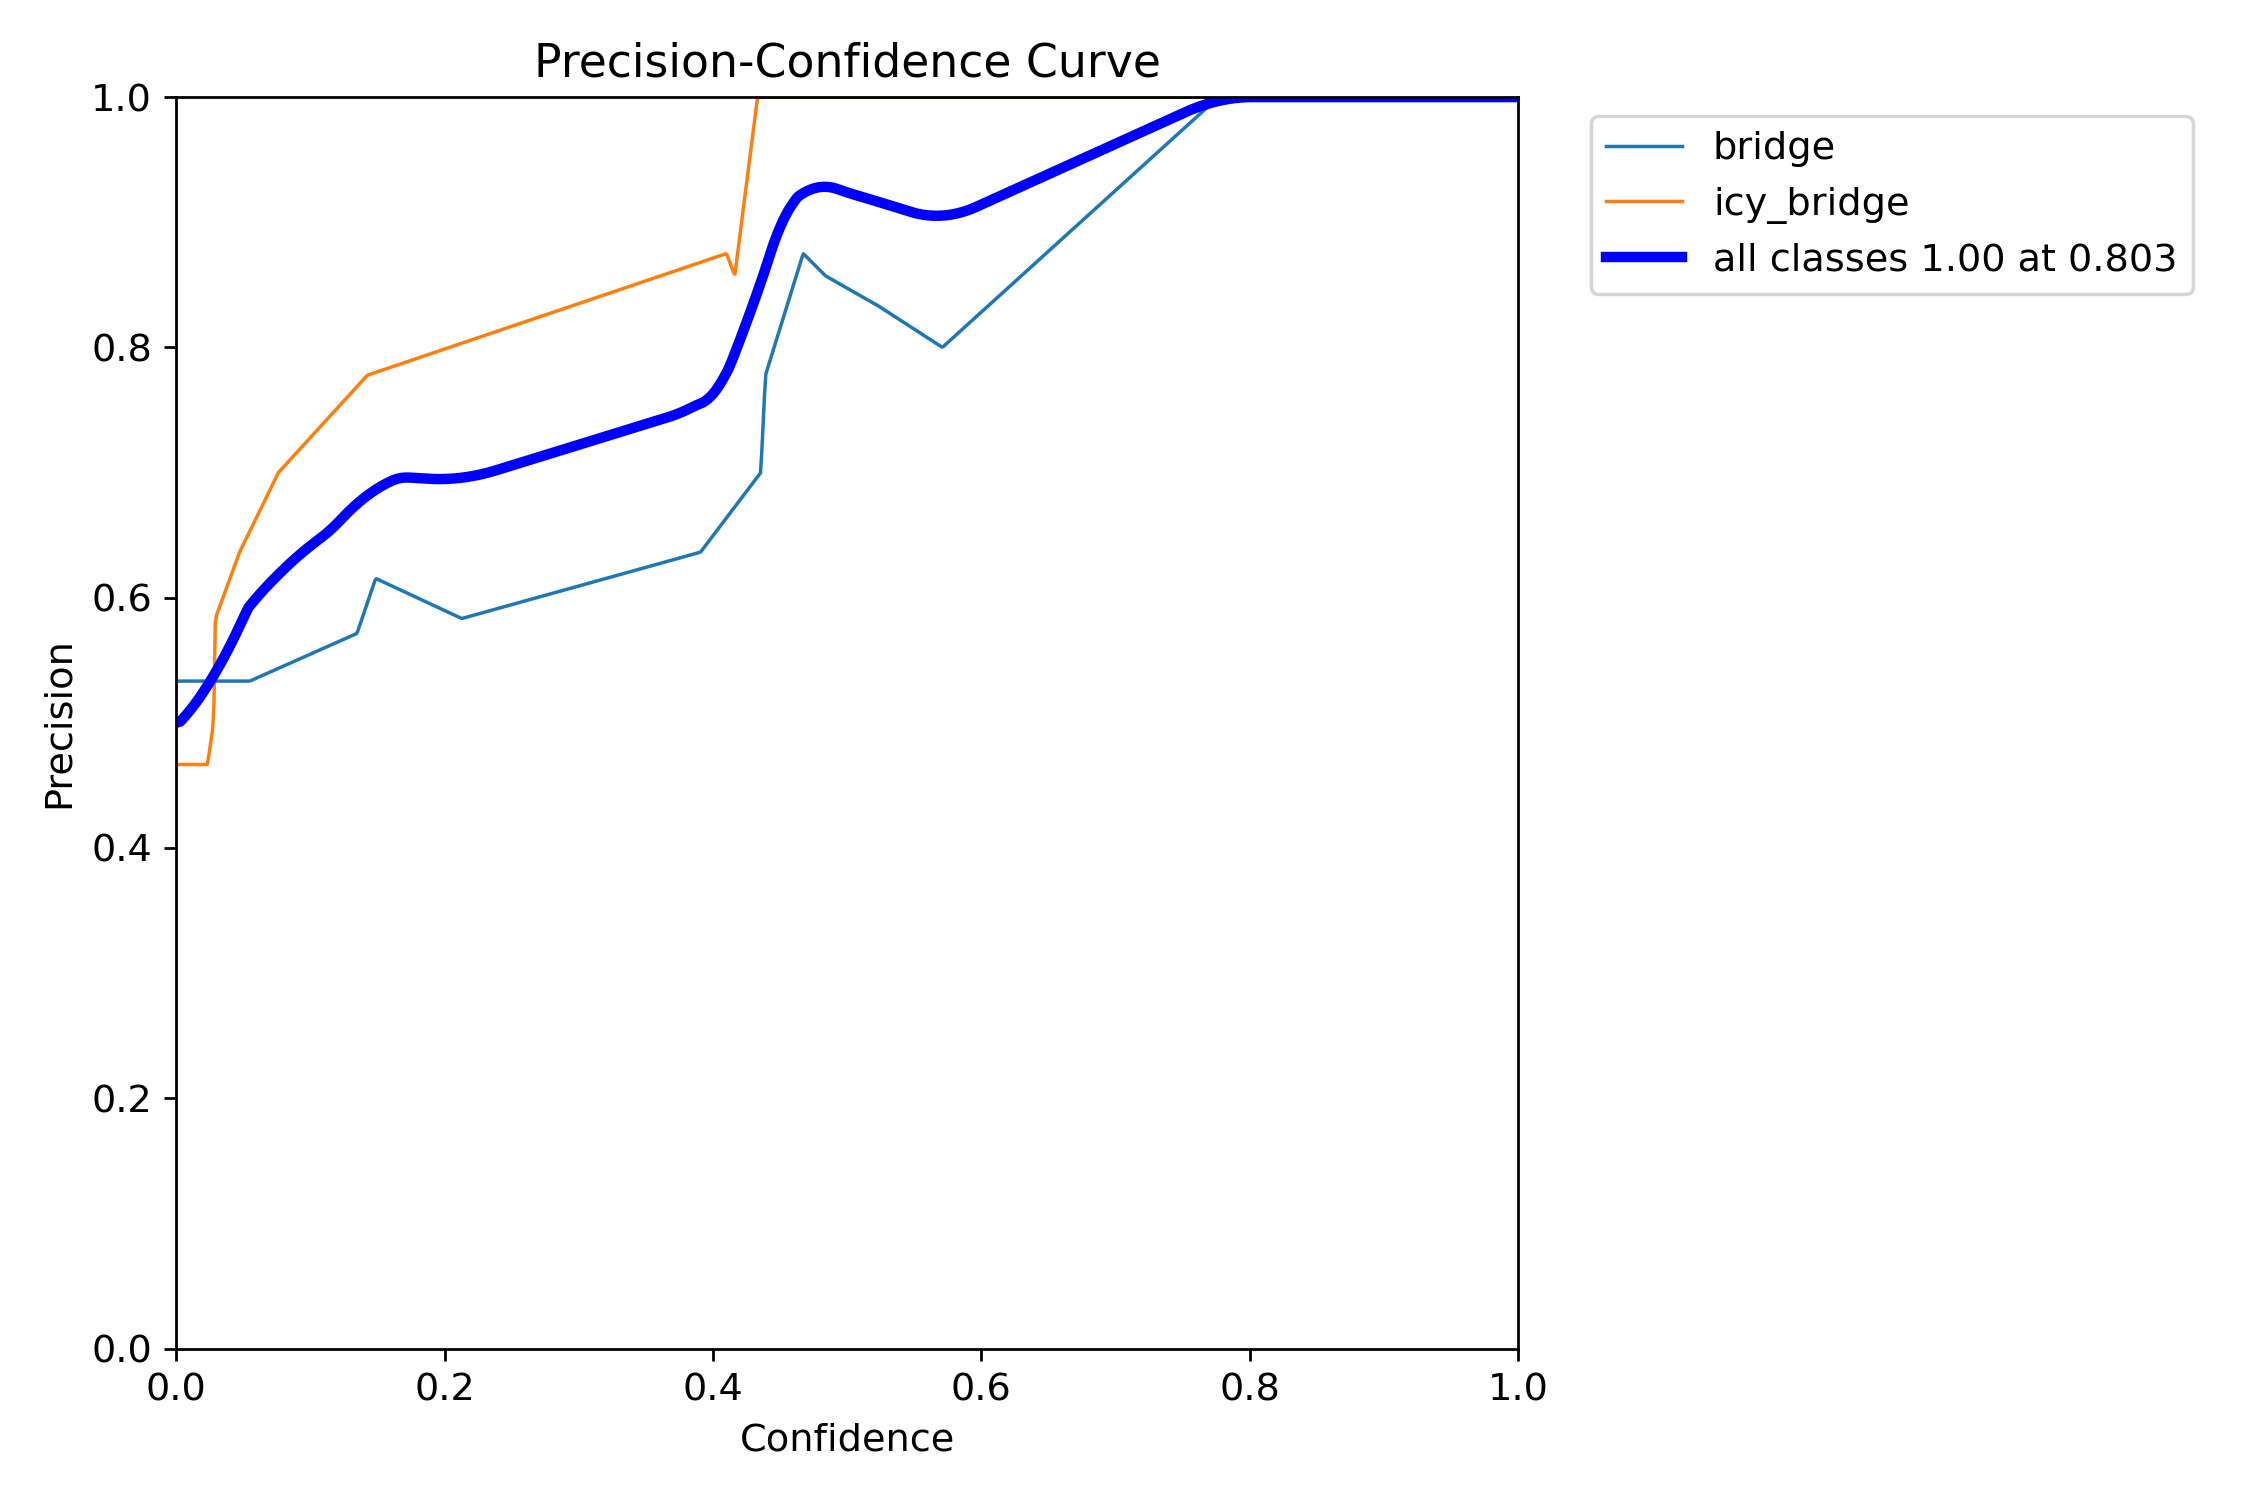 Precision-Confidence Curve
1.0
0.8
0.6
0.4
0.2
0.0
Precision
0.0 0.2 0.4 0.6 0.8 1.0
Confidence
bridge
icy_bridge
all classes 1.00 at 0.803